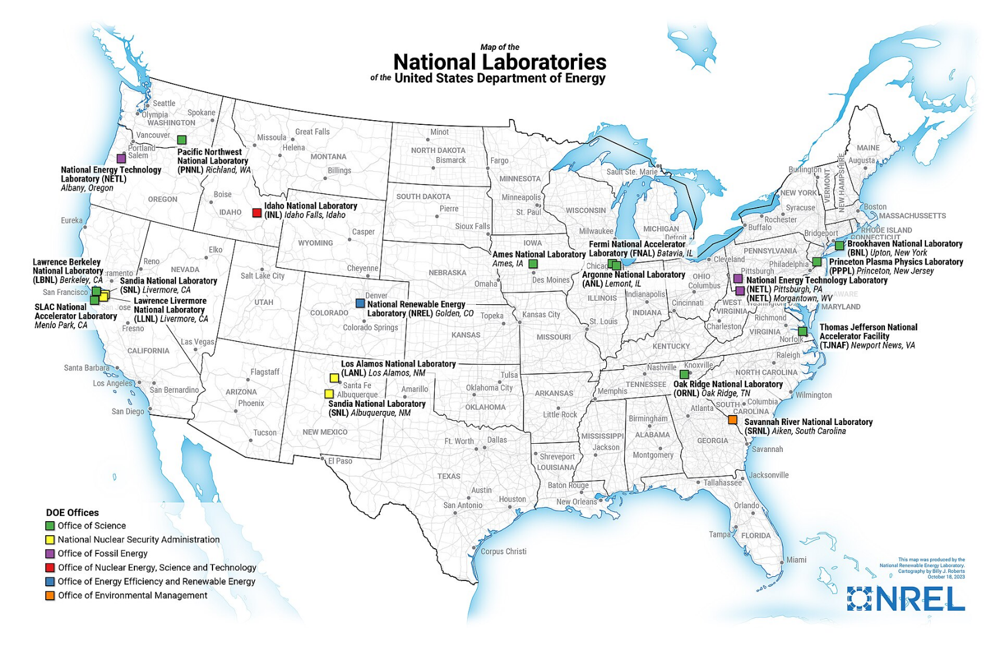 Map of the
National Laboratories
of the United States Department of Energy
Seattle
Olympia
Spokane
WASHINGTON
Vancouver
Portland
Salem
Pacific Northwest
National Laboratory
(PNNL) Richland, WA
National Energy Technology
Laboratory (NETL)
Albany, Oregon
OREGON
Missoula
Great Falls
Helena
MONTANA
Billings
Boise
IDAHO
Idaho National Laboratory
(INL) Idaho Falls, Idaho
Minot
NORTH DAKOTA
Bismarck
Fargo
MINNESOTA
Minneapolis
St. Paul
SOUTH DAKOTA
Pierre
Sioux Falls
WYOMING
Casper
Cheyenne
Eureka
Elko
Reno
NEVADA
Salt Lake City
UTAH
Lawrence Berkeley
National Laboratory
(LBNL) Berkeley, CA
ramento
Sandia National Laboratory
(SNL) Livermore, CA
San Francisco
Lawrence Livermore
National Laboratory
(LLNL) Livermore, CA
San Jose
SLAC National
Accelerator Laboratory
Menlo Park, CA
Fresno
Las Vegas
CALIFORNIA
Santa Barbara
Los Angeles
San Bernardino
San Diego
Flagstaff
ARIZONA
Phoenix
Tucson
NEBRASKA
Omaha
Denver
COLORADO
National Renewable Energy
Laboratory (NREL) Golden, CO
Colorado Springs
Topeka
KANSAS
Kansas City
MISSOURI
St. Louis
Los Alamos National Laboratory
(LANL) Los Alamos, NM
Santa Fe
Albuquerque
Sandia National Laboratory
(SNL) Albuquerque, NM
NEW MEXICO
Amarillo
Tulsa
Oklahoma City
OKLAHOMA
El Paso
Ft. Worth
Dallas
TEXAS
Austin
San Antonio
Houston
Corpus Christi
ARKANSAS
Little Rock
Shreveport
LOUISIANA
Baton Rouge
New Orleans
MISSISSIPPI
Jackson
Birmingham
ALABAMA
Montgomery
Sault Ste. Marie
WISCONSIN
Milwaukee
MICHIGAN
Detroit
IOWA
Ames National Laboratory
Ames, IA
Des Moines
Fermi National Accelerator
Laboratory (FNAL) Batavia, IL
Chicag
Argonne National Laboratory
(ANL) Lemont, IL
ILLINOIS
Indianapolis
INDIANA
Cleveland
OHIO
Columbus
Cincinnati
KENTUCKY
Nashville
Knoxville
TENNESSEE
Memphis
Oak Ridge National Laboratory
(ORNL) Oak Ridge, TN
MAINE
Augusta
Burlington
VERMONT
NEW HAMPSHIRE
NEW YORK
Syracuse
Rochester
Buffalo
Boston
MASSACHUSSETTS
RHODE ISLAND
CONNECTICUT
Bridgeport
Brookhaven National Laboratory
(BNL) Upton, New York
PENNSYLVANIA
Philadelphia
Princeton Plasma Physics Laboratory
(PPPL) Princeton, New Jersey
Pittsburgh
National Energy Technology Laboratory
(NETL) Pittsburgh, PA
(NETL) Morgantown, WV
AWARE
Washington D.
MARYLAND
WEST
VIRGINIA
Charleston
Richmond
VIRGINIA
Norfolk
Thomas Jefferson National
Accelerator Facility
(TJNAF) Newport News, VA
Raleigh
NORTH CAROLINA
Wilmington
Atlanta
SOUTH
CAROLINA
Columbia
Savannah River National Laboratory
(SRNL) Aiken, South Carolina
GEORGIA
Savannah
Jacksonville
Tallahassee
Orlando
Tampa
FLORIDA
Miami
DOE Offices
Office of Science
National Nuclear Security Administration
Office of Fossil Energy
Office of Nuclear Energy, Science and Technology
Office of Energy Efficiency and Renewable Energy
Office of Environmental Management
This map was produced by the
National Renewable Energy Laboratory.
Cartography by Billy J. Roberts
October 18, 2023
NREL